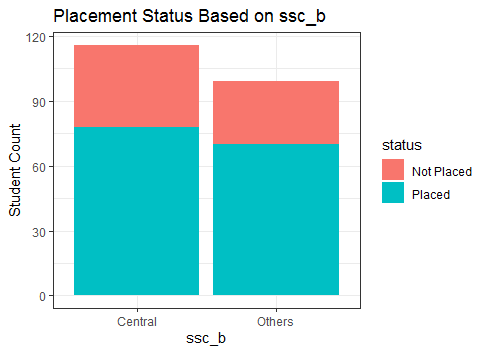 Placement Status Based on ssc_b
120
90
60
30
0
Student Count
Central
Others
ssc_b
status
Not Placed
Placed